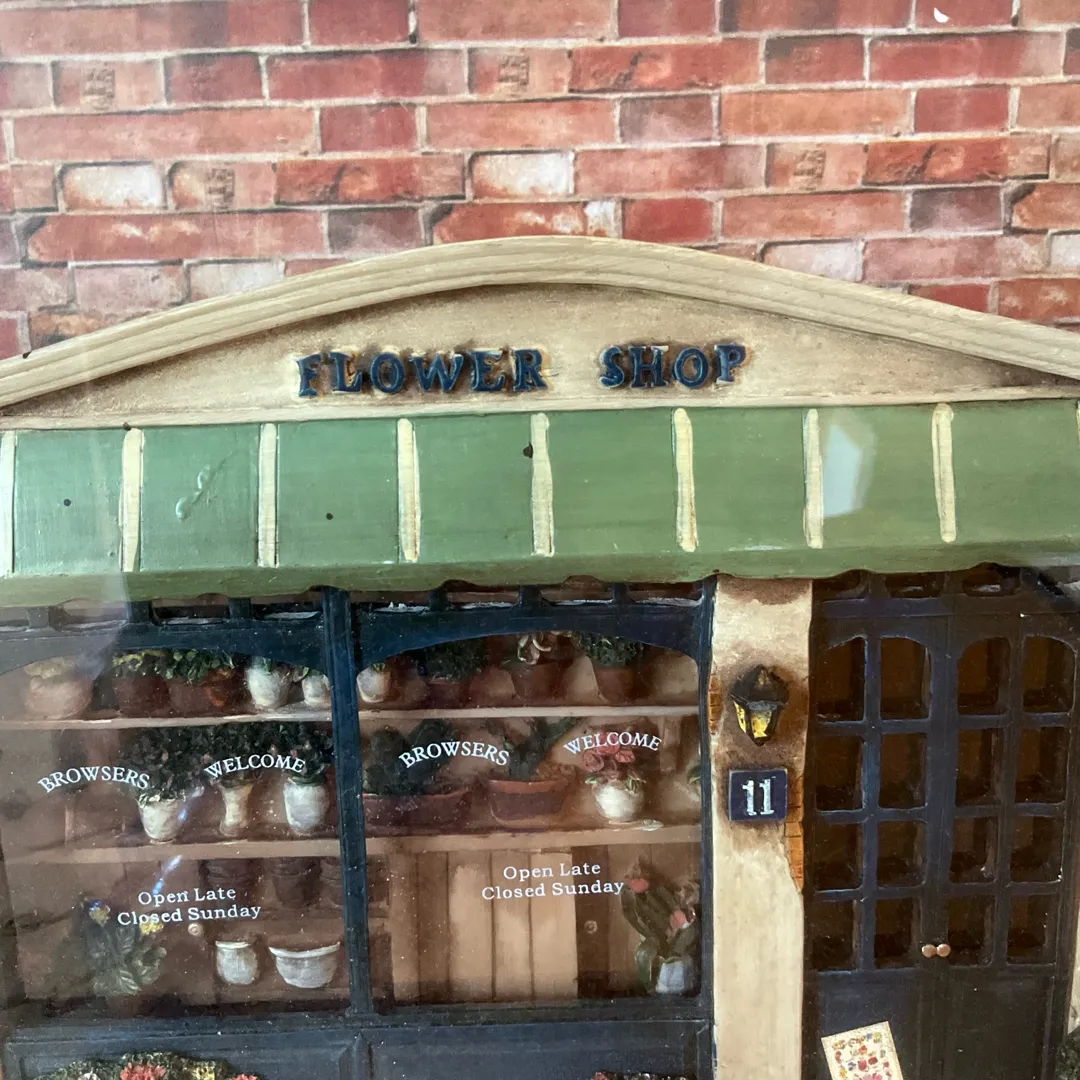 FLOWER SHOP
BROWSERS WELCOME
BROWSERS WELCOME
11
Open Late
Closed Sunday
Open Late
Closed Sunday